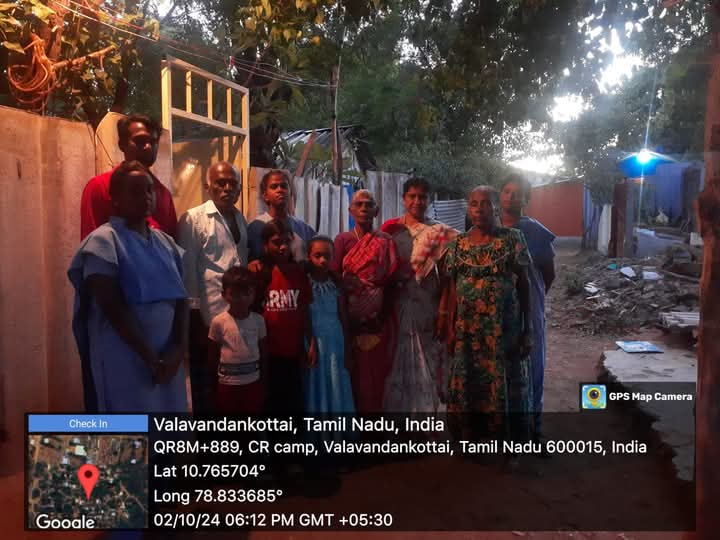 ARMY
GPS Map Camera
Check In
Valavandankottai, Tamil Nadu, India
QR8M+889, CR camp, Valavandankottai, Tamil Nadu 600015, India
Lat 10.765704°
Long 78.833685°
02/10/24 06:12 PM GMT +05:30
Google